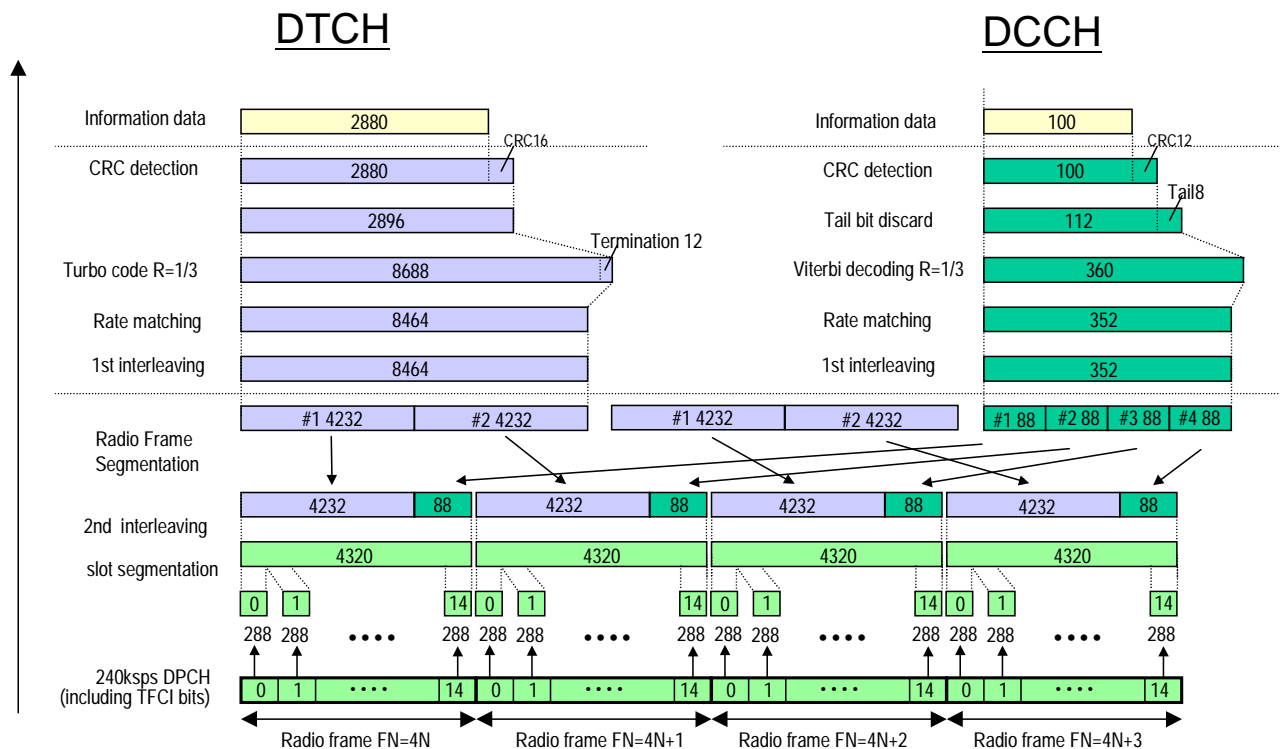 DTCH DCCH
Information data 2880 Information data 100
CRC16 CRC12
CRC detection 2880 CRC detection 100
Tail8
2896 Tail bit discard 112
Termination 12
Turbo code R=1/3 8688 Viterbi decoding R=1/3 360
Rate matching 8464 Rate matching 352
1st interleaving 8464 1st interleaving 352
#1 4232 #2 4232 #1 4232 #2 4232 #1 88 #2 88 #3 88 #4 88
Radio Frame
Segmentation
4232 88 4232 88 4232 88 4232 88
2nd interleaving
4320 4320 4320 4320
slot segmentation
0 1 14 0 1 14 0 1 14 0 1 14
288 288 •••• 288 288 288 •••• 288 288 288 •••• 288 288 288 •••• 288
240ksps DPCH
(including TFCI bits)
0 1 •••• 14 0 1 •••• 14 0 1 •••• 14 0 1 •••• 14
Radio frame FN=4N Radio frame FN=4N+1 Radio frame FN=4N+2 Radio frame FN=4N+3